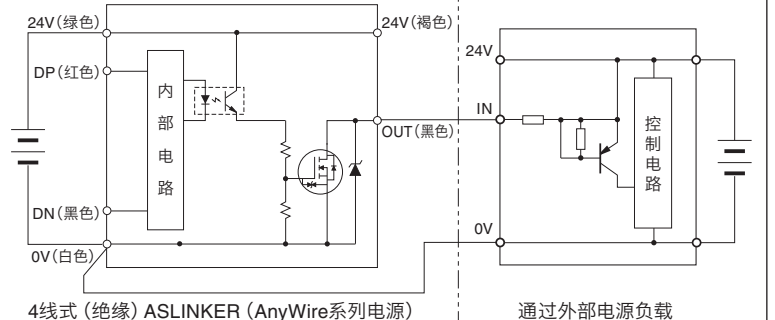 24V(绿色)
24V(褐色)
DP(红色)
内部电路
OUT(黑色)
DN(黑色)
0V(白色)
24V
IN
控制电路
0V
4线式(绝缘) ASLINKER (AnyWire系列电源)
通过外部电源负载